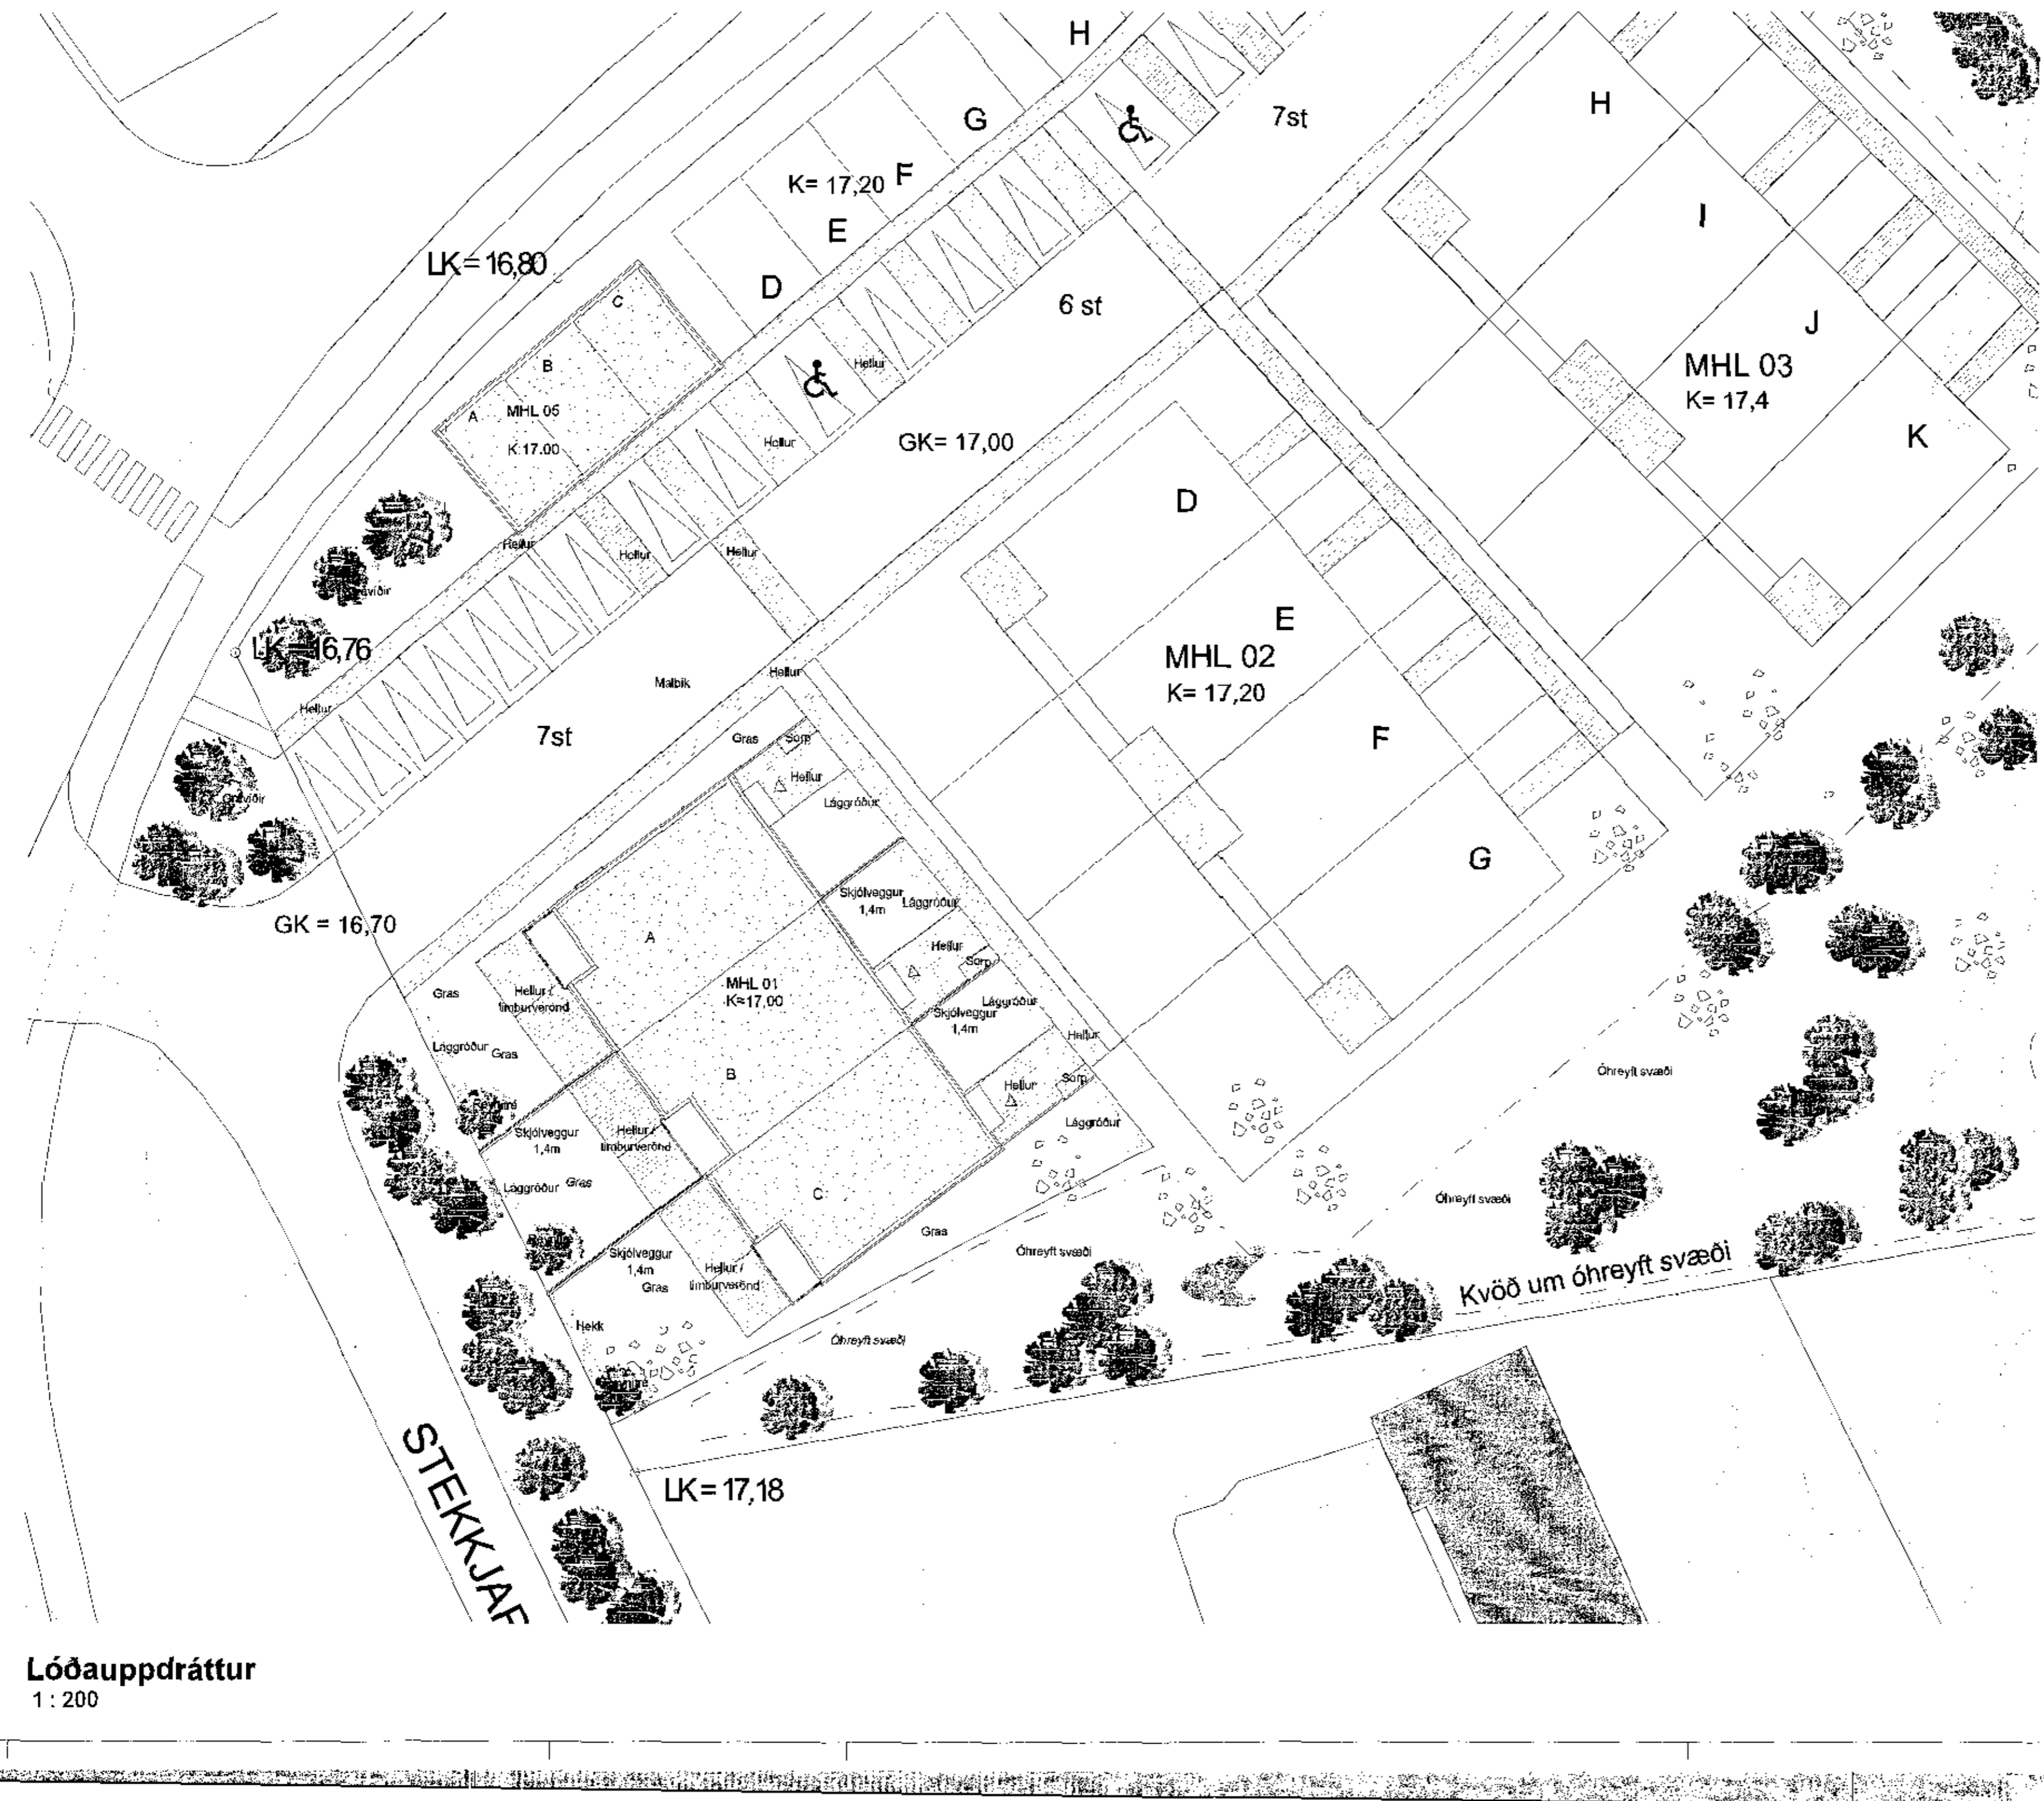 H
G
F
K= 17,20
E
D
LK= 16,80
7st
6 st
H
I
J
MHL 03
K= 17,4
K
C
B
A
MHL 05
K:17.00
Hellur
Hellur
GK= 17,00
Hellur
Hellur
Hellur
LK= 16,76
Hellur
Malbik
Hellur
7st
Gráviðir
GK = 16,70
D
E
MHL 02
K= 17,20
F
G
Gras
Sorp
Hellur
Lággróður
Skjólveggur
1,4m
Lággróður
Hellur
Sorp
Lággróður
Skjólveggur
1,4m
Hellur
Hellur
Sorp
Lággróður
A
MHL 01
K=17,00
B
C
Gras
Hellur /
timburverönd
Lággróður
Gras
Skjólveggur
1,4m
Hellur /
timburverönd
Lággróður
Gras
Skjólveggur
1,4m
Gras
Hellur /
timburverönd
Hekk
Gras
Óhreyft svæði
Óhreyft svæði
Óhreyft svæði
Óhreyft svæði
Kvöð um óhreyft svæði
LK= 17,18
STEKKJAR
Lóðauppdráttur
1 : 200